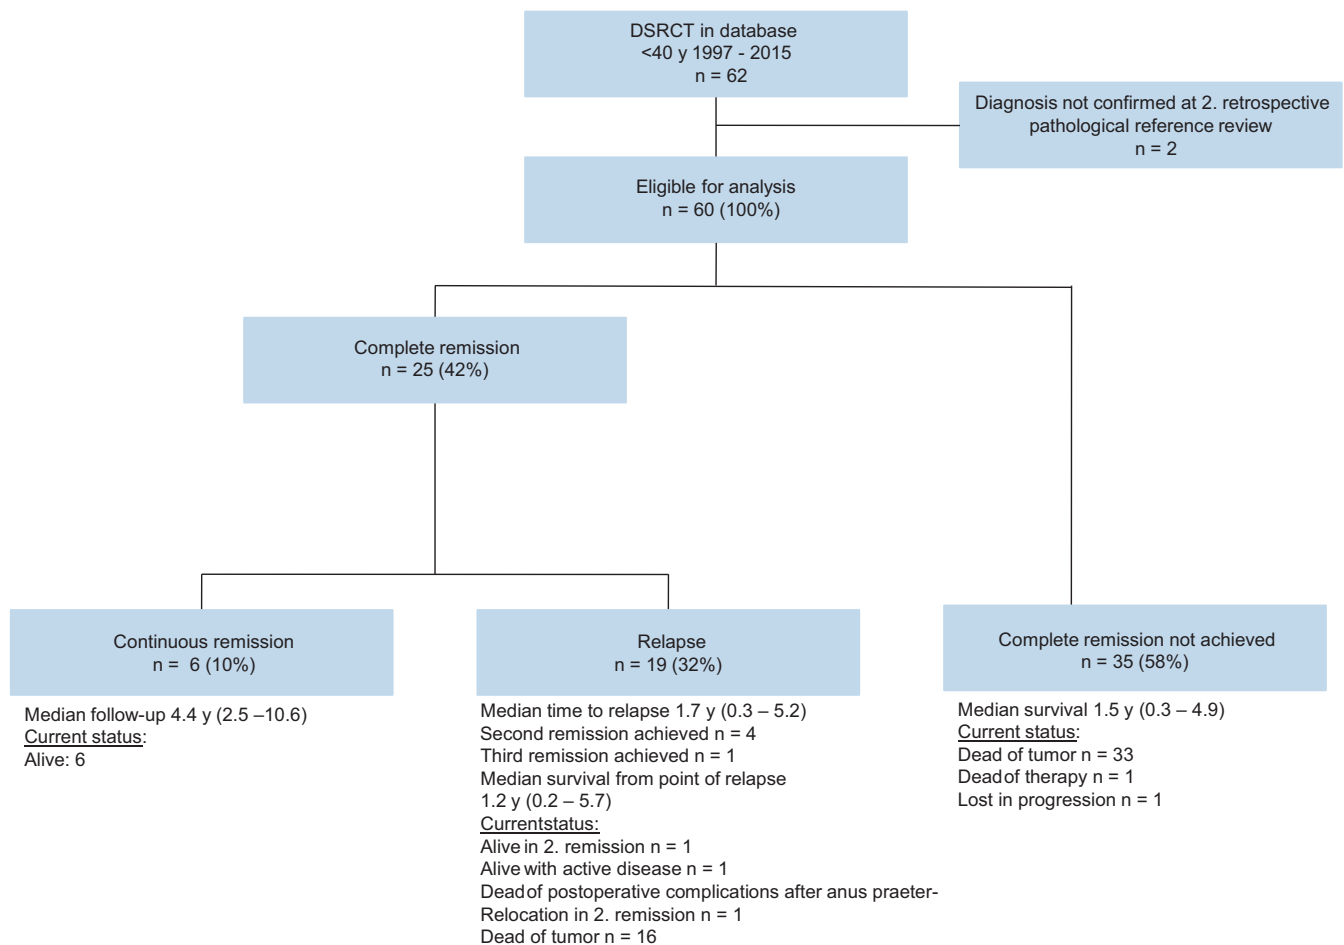 DSRCT in database
<40 y 1997 - 2015
n = 62
Diagnosis not confirmed at 2. retrospective
pathological reference review
n = 2
Eligible for analysis
n = 60 (100%)
Complete remission
n = 25 (42%)
Continuous remission
n = 6 (10%)
Median follow-up 4.4 y (2.5 –10.6)
Current status:
Alive: 6
Relapse
n = 19 (32%)
Median time to relapse 1.7 y (0.3 – 5.2)
Second remission achieved n = 4
Third remission achieved n = 1
Median survival from point of relapse
1.2 y (0.2 – 5.7)
Currentstatus:
Alive in 2. remission n = 1
Alive with active disease n = 1
Dead of postoperative complications after anus praeter-
Relocation in 2. remission n = 1
Dead of tumor n = 16
Complete remission not achieved
n = 35 (58%)
Median survival 1.5 y (0.3 – 4.9)
Current status:
Dead of tumor n = 33
Dead of therapy n = 1
Lost in progression n = 1